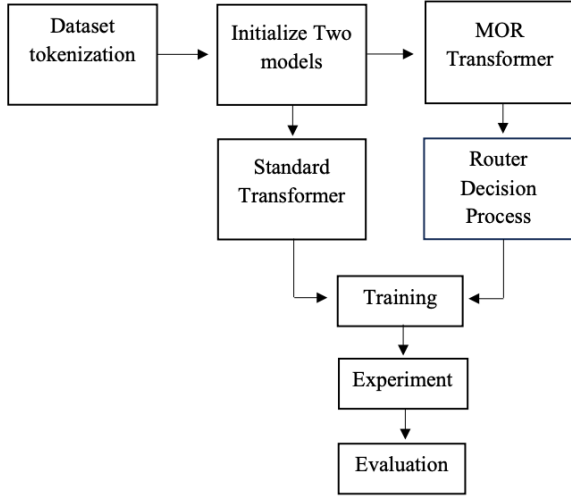 Dataset
tokenization
Initialize Two
models
MOR
Transformer
Standard
Transformer
Router
Decision
Process
Training
Experiment
Evaluation